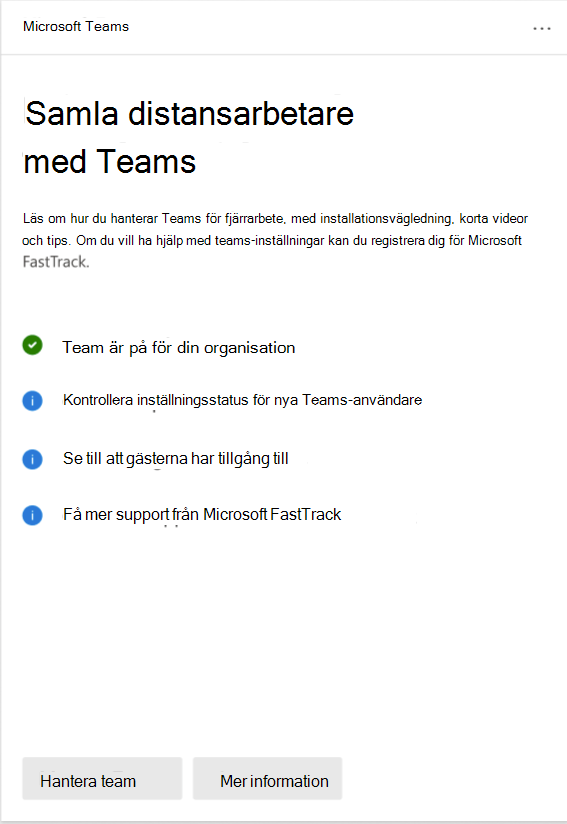 Microsoft Teams
Samla distansarbetare
med Teams
Läs om hur du hanterar Teams för fjärrarbete, med installationsvägledning, korta videor
och tips. Om du vill ha hjälp med teams-inställningar kan du registrera dig för Microsoft
FastTrack.
Team är på för din organisation
Kontrollera inställningsstatus för nya Teams-användare
Se till att gästerna har tillgång till
Få mer support från Microsoft FastTrack
Hantera team
Mer information